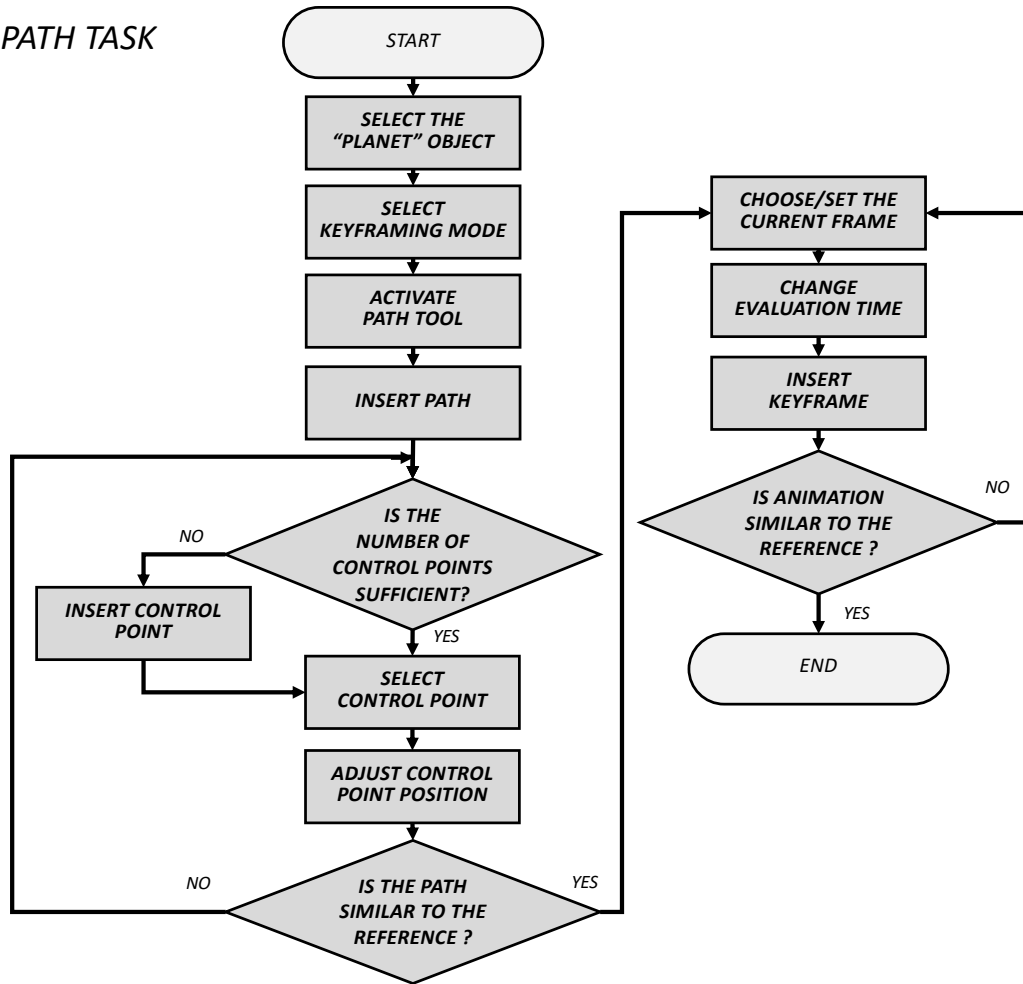 PATH TASK
START
SELECT THE
“PLANET” OBJECT
SELECT
KEYFRAMING MODE
ACTIVATE
PATH TOOL
INSERT PATH
IS THE
NUMBER OF
CONTROL POINTS
SUFFICIENT?
NO
INSERT CONTROL
POINT
YES
SELECT
CONTROL POINT
ADJUST CONTROL
POINT POSITION
IS THE PATH
SIMILAR TO THE
REFERENCE ?
NO
YES
CHOOSE/SET THE
CURRENT FRAME
CHANGE
EVALUATION TIME
INSERT
KEYFRAME
IS ANIMATION
SIMILAR TO THE
REFERENCE ?
NO
YES
END